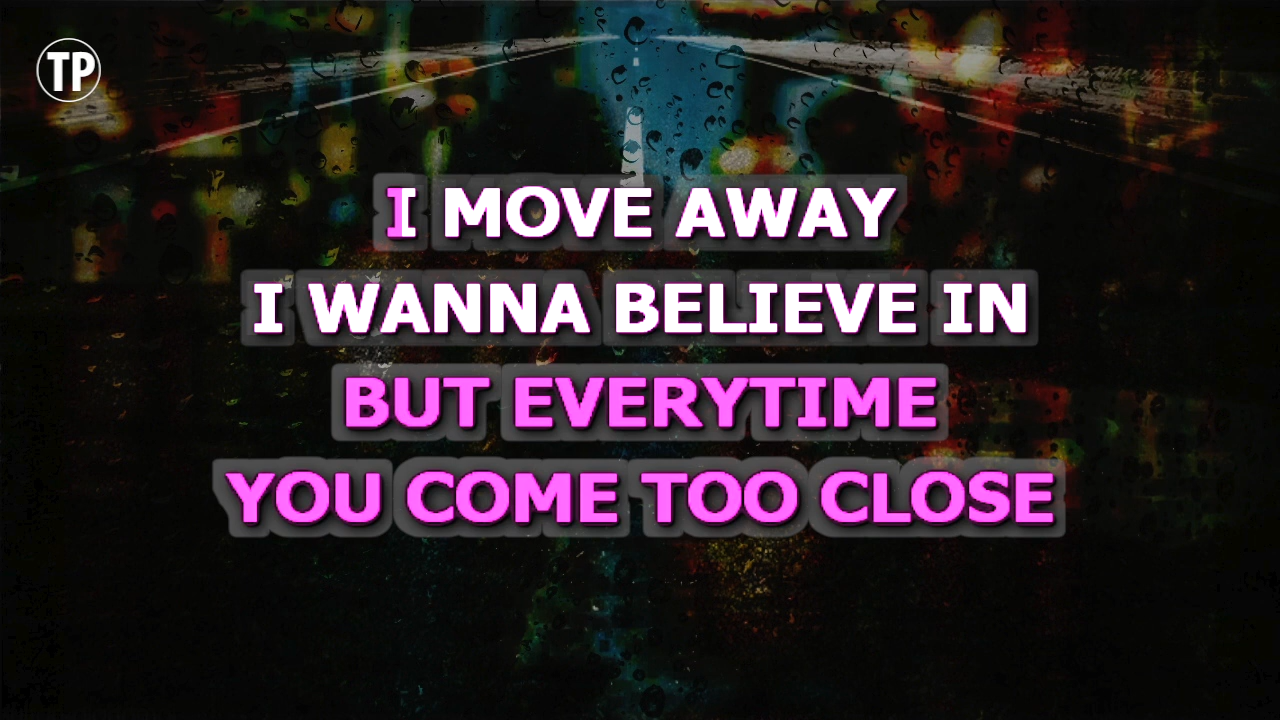 TP
I MOVE AWAY
I WANNA BELIEVE IN
BUT EVERYTIME
YOU COME TOO CLOSE